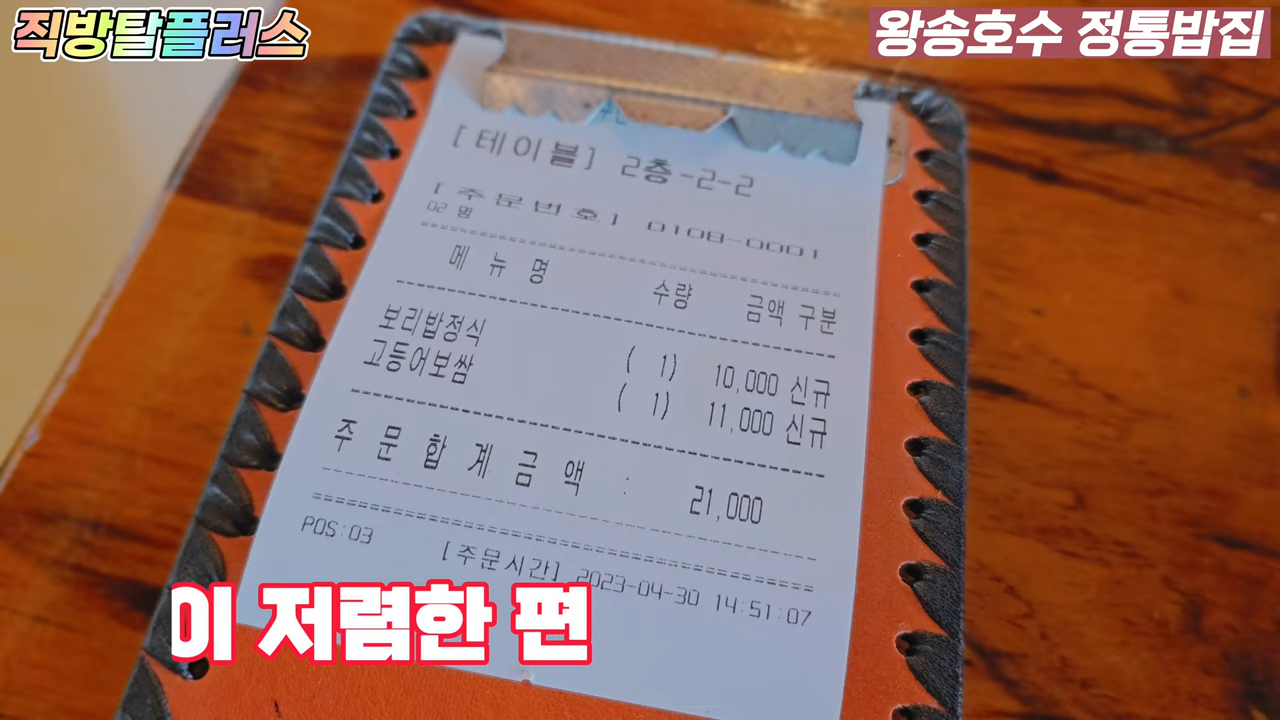 직방탈플러스
왕송호수 정통밥집
[테이블] 2층-2-2
[주문번호] 0108-0001
02 명
메 뉴 명 수량 금액 구분
보리밥정식 ( 1) 10,000 신규
고등어보쌈 ( 1) 11,000 신규
주 문 합 계 금 액 : 21,000
POS:03 [주문시간] 2023-04-30 14:51:07
이 저렴한 편